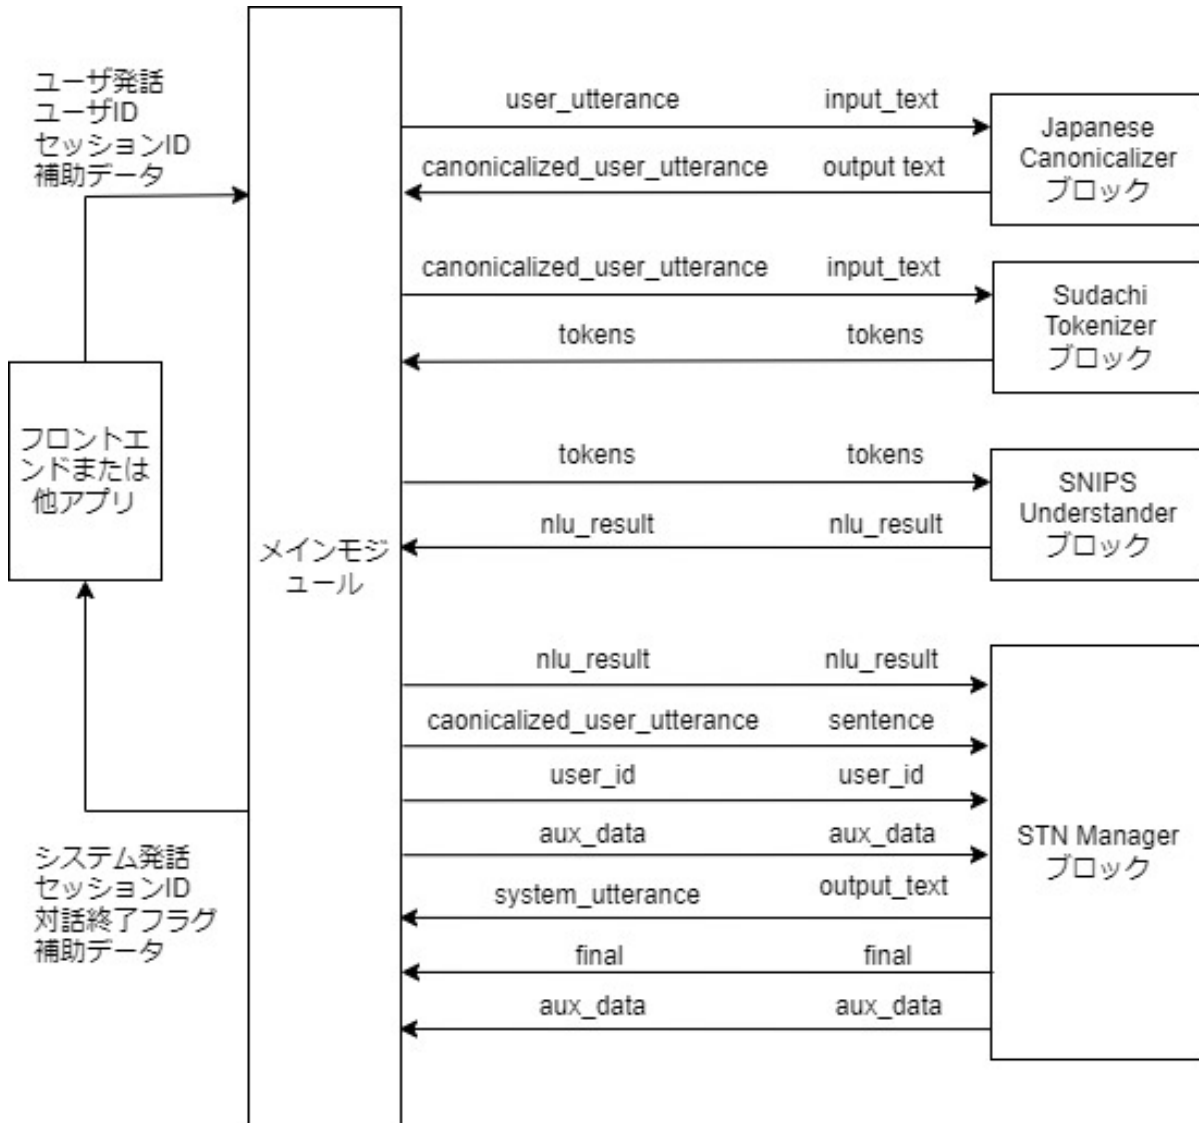 ユーザ発話
ユーザID
セッションID
補助データ
user_utterance input_text
canonicalized_user_utterance output text
Japanese
Canonicalizer
ブロック
canonicalized_user_utterance input_text
tokens tokens
Sudachi
Tokenizer
ブロック
フロントエ
ンドまたは
他アプリ
メインモジ
ュール
tokens tokens
nlu_result nlu_result
SNIPS
Understander
ブロック
nlu_result nlu_result
caonicalized_user_utterance sentence
user_id user_id
aux_data aux_data
system_utterance output_text
final final
aux_data aux_data
STN Manager
ブロック
システム発話
セッションID
対話終了フラグ
補助データ